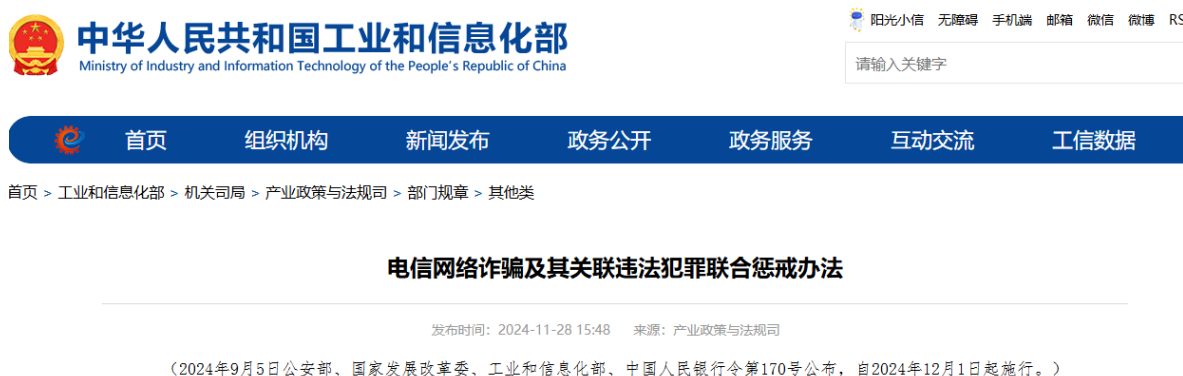 阳光小信 无障碍 手机端 邮箱 微信 微博 RS
中华人民共和国工业和信息化部
Ministry of Industry and Information Technology of the People's Republic of China
请输入关键字
首页 组织机构 新闻发布 政务公开 政务服务 互动交流 工信数据
首页 > 工业和信息化部 > 机关司局 > 产业政策与法规司 > 部门规章 > 其他类
电信网络诈骗及其关联违法犯罪联合惩戒办法
发布时间：2024-11-28 15:48 来源：产业政策与法规司
（2024年9月5日公安部、国家发展改革委、工业和信息化部、中国人民银行令第170号公布，自2024年12月1日起施行。）